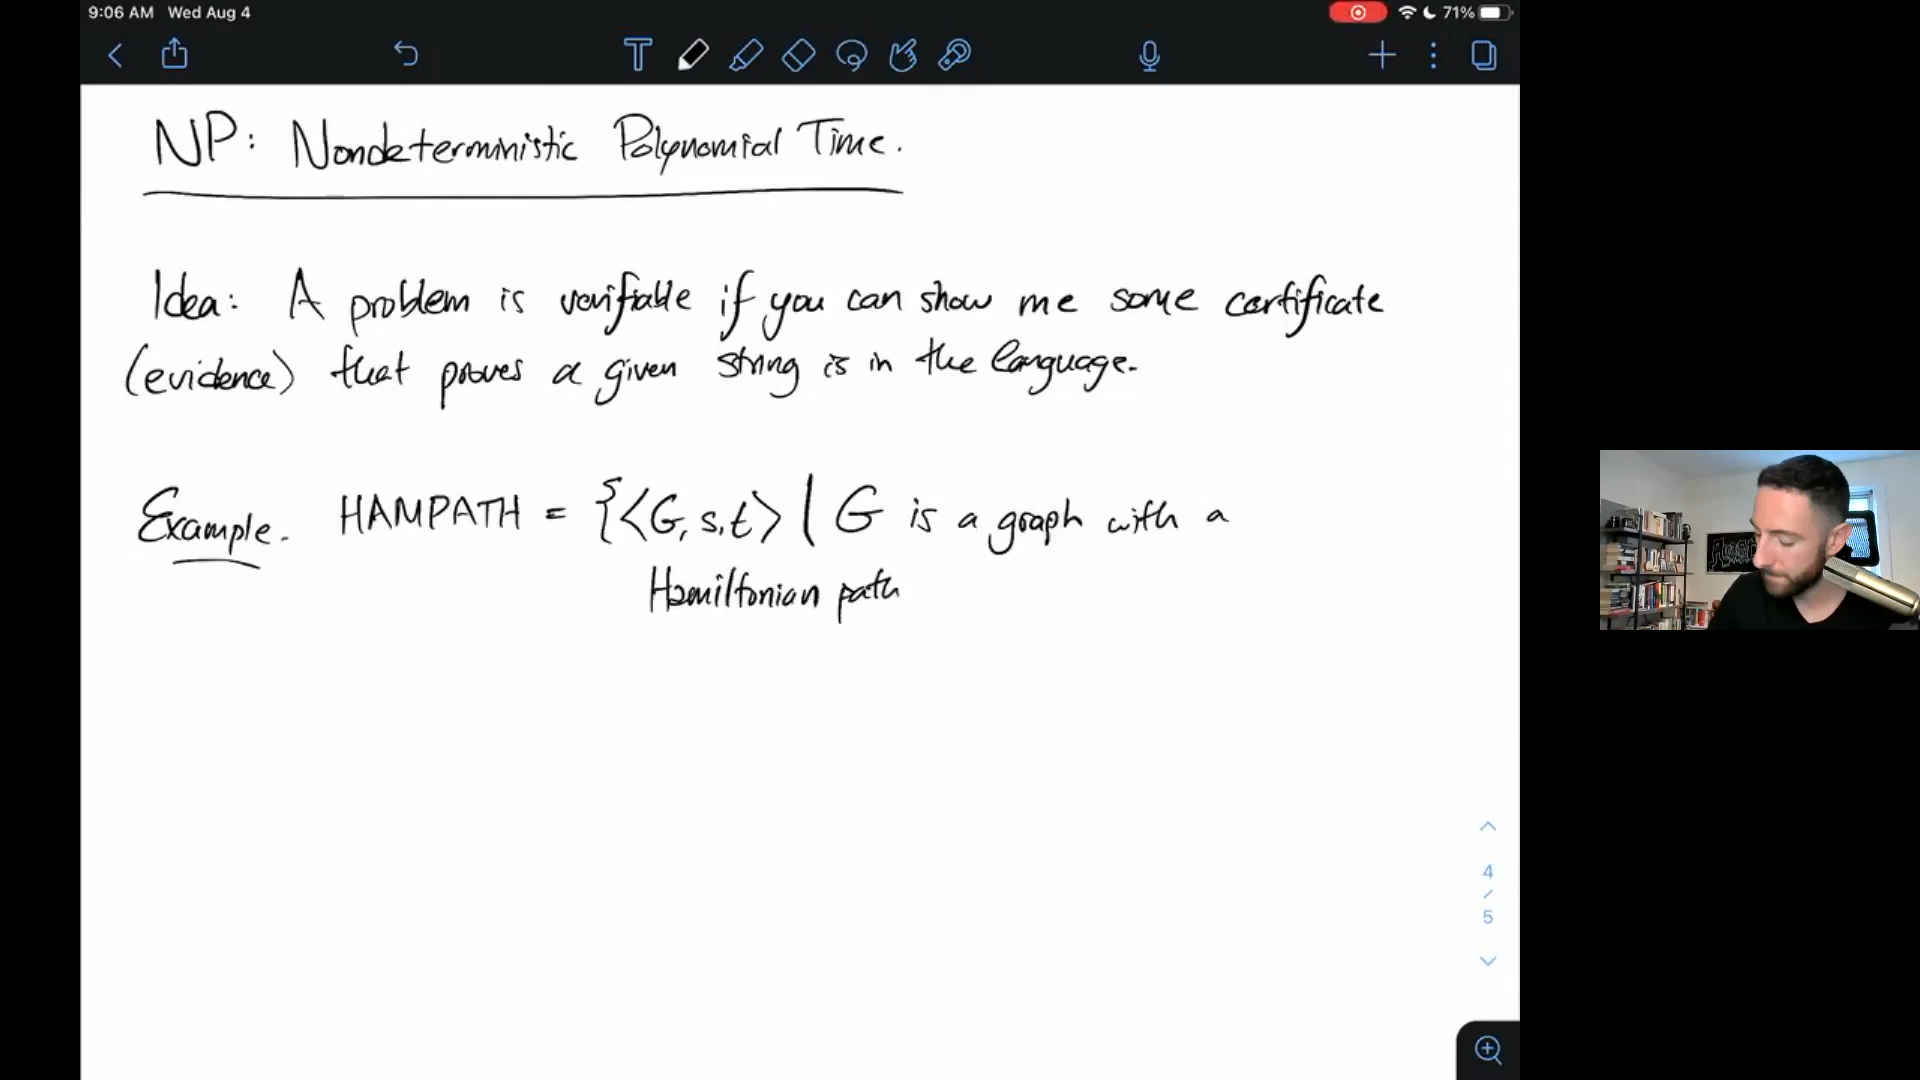 9:06 AM Wed Aug 4
71%
NP: Nondeterministic Polynomial Time.
Idea: A problem is verifiable if you can show me some certificate
(evidence) that proves a given string is in the language.
Example. HAMPATH = {<G, s, t> | G is a graph with a
Hamiltonian path
4
/
5